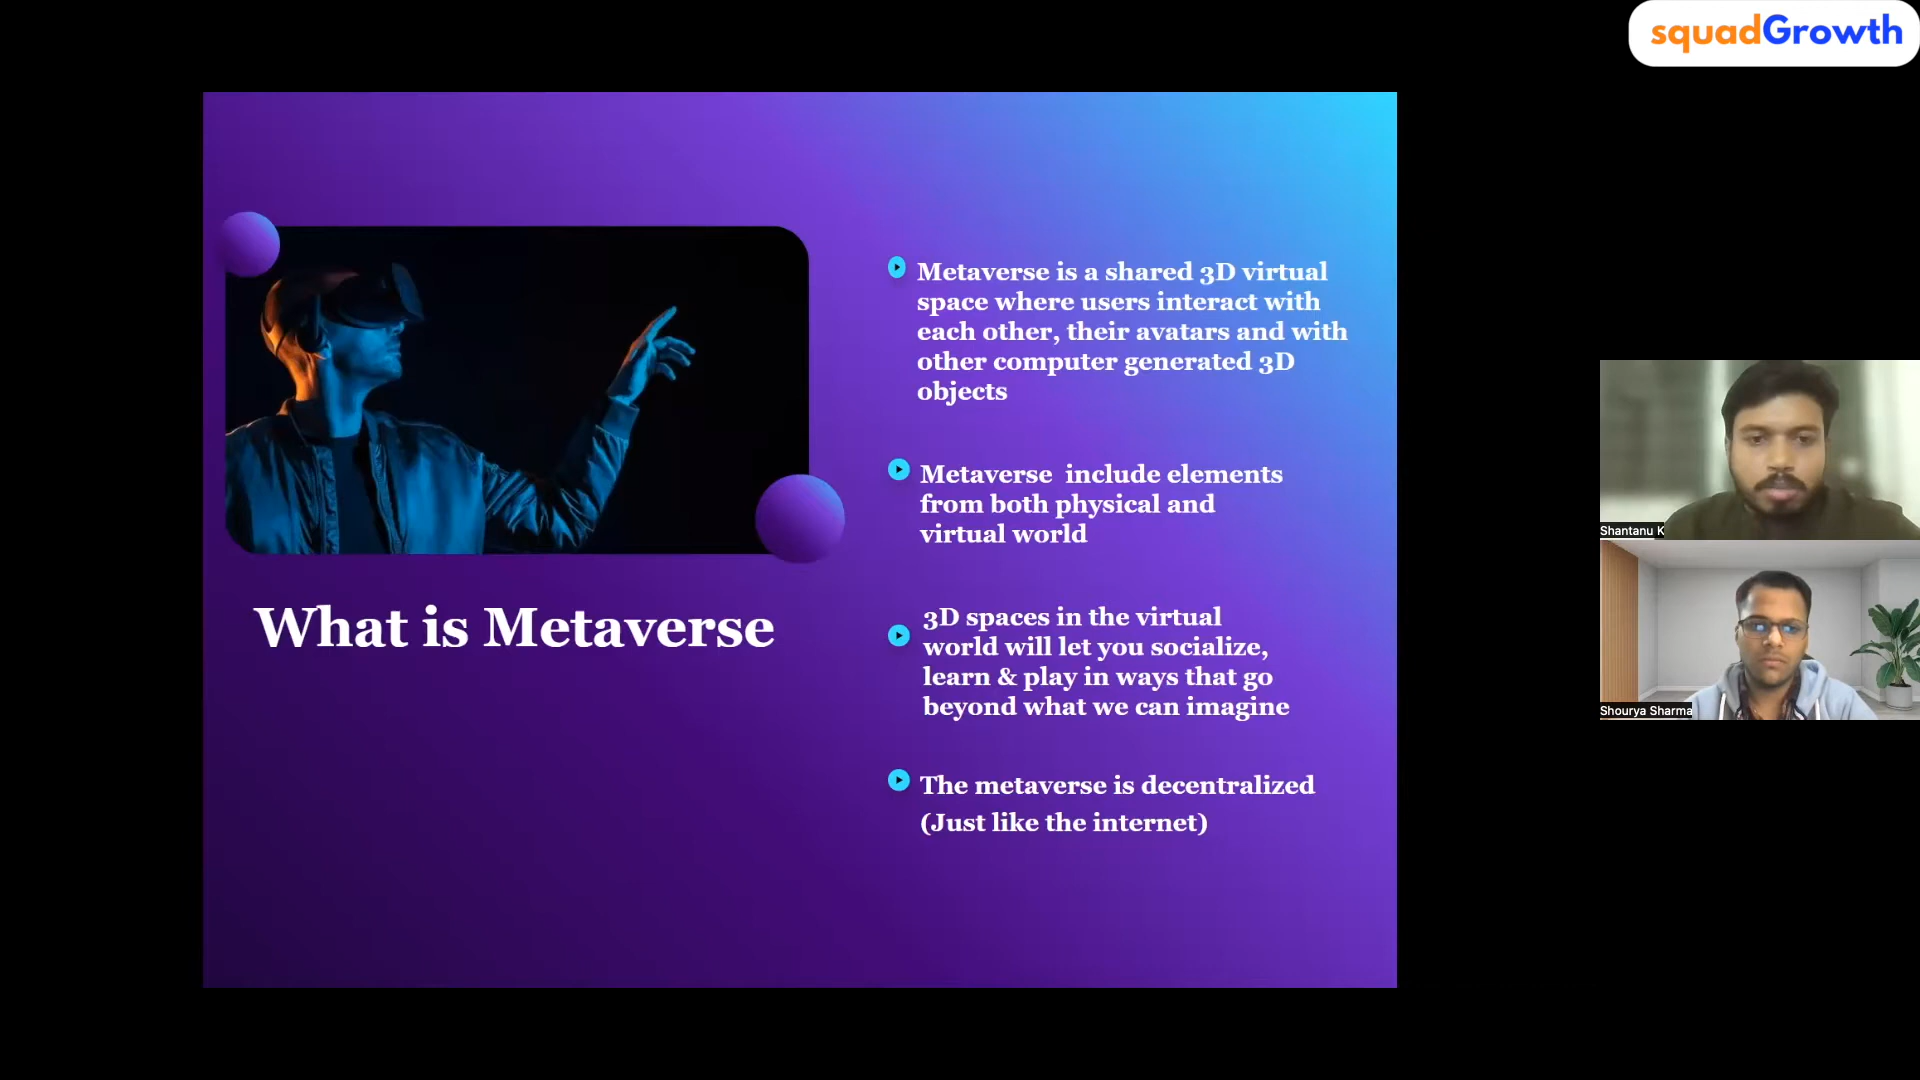 squadGrowth
Metaverse is a shared 3D virtual
space where users interact with
each other, their avatars and with
other computer generated 3D
objects
Metaverse include elements
from both physical and
virtual world
What is Metaverse
3D spaces in the virtual
world will let you socialize,
learn & play in ways that go
beyond what we can imagine
The metaverse is decentralized
(Just like the internet)
Shantanu K
Shourya Sharma